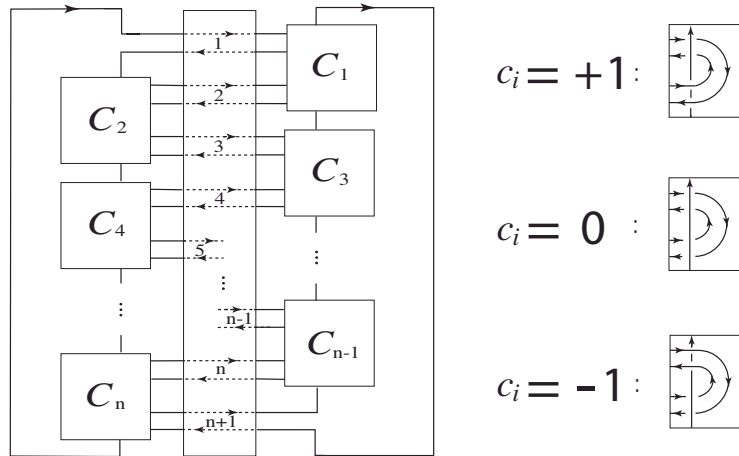 1
C1
2
C2
3
C3
4
C4
5
...
...
...
n-1
Cn-1
n
Cn
n+1
ci = +1 :
ci = 0 :
ci = -1 :